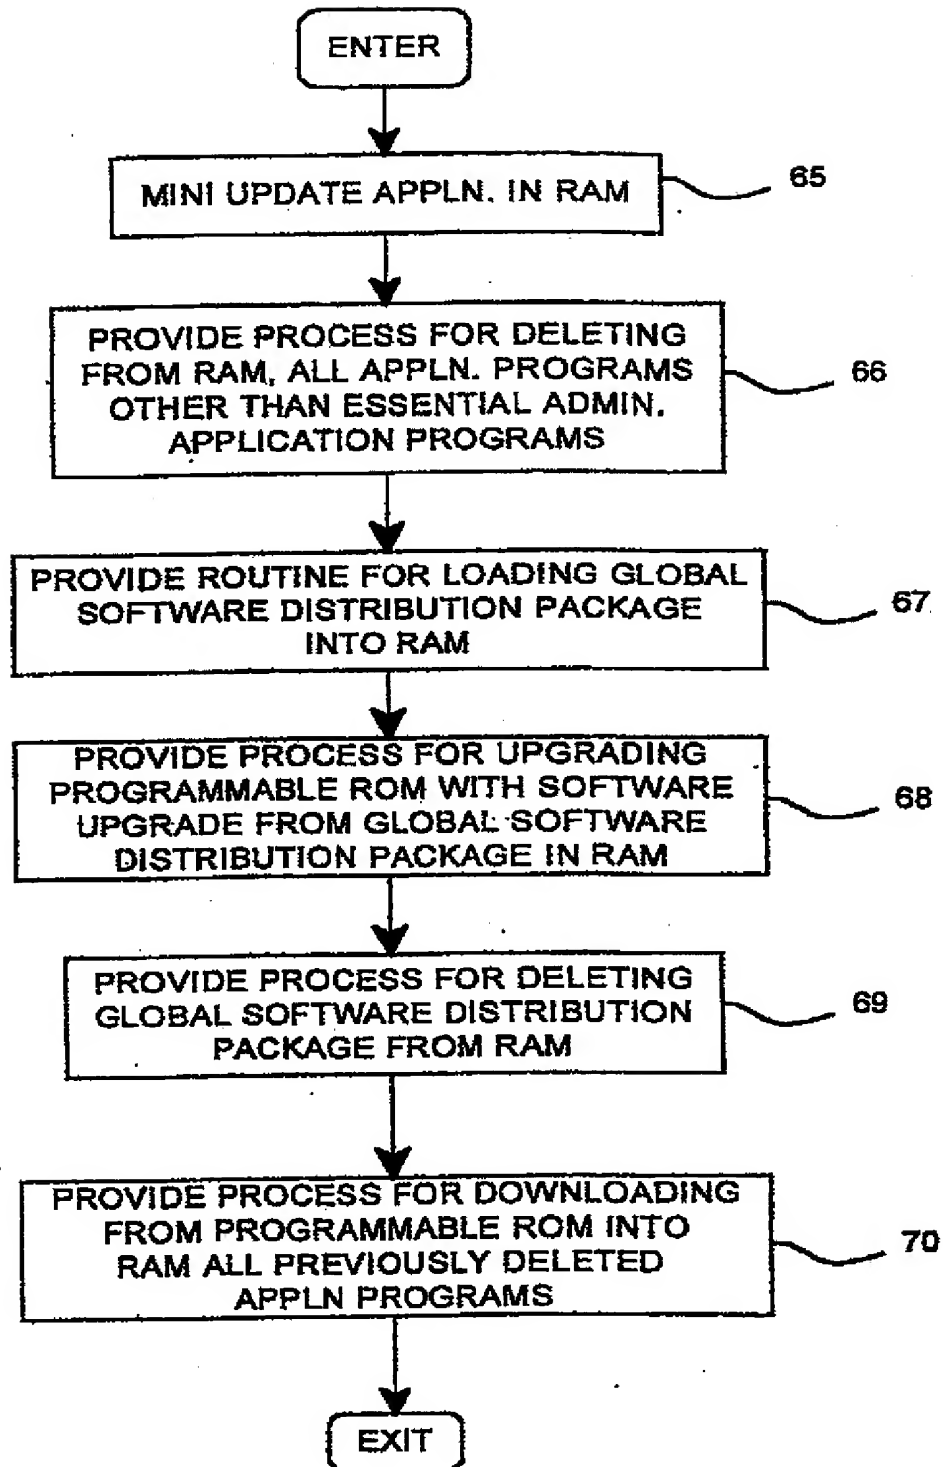 ENTER
MINI UPDATE APPLN. IN RAM
65
PROVIDE PROCESS FOR DELETING
FROM RAM, ALL APPLN. PROGRAMS
OTHER THAN ESSENTIAL ADMIN.
APPLICATION PROGRAMS
66
PROVIDE ROUTINE FOR LOADING GLOBAL
SOFTWARE DISTRIBUTION PACKAGE
INTO RAM
67
PROVIDE PROCESS FOR UPGRADING
PROGRAMMABLE ROM WITH SOFTWARE
UPGRADE FROM GLOBAL SOFTWARE
DISTRIBUTION PACKAGE IN RAM
68
PROVIDE PROCESS FOR DELETING
GLOBAL SOFTWARE DISTRIBUTION
PACKAGE FROM RAM
69
PROVIDE PROCESS FOR DOWNLOADING
FROM PROGRAMMABLE ROM INTO
RAM ALL PREVIOUSLY DELETED
APPLN PROGRAMS
70
EXIT